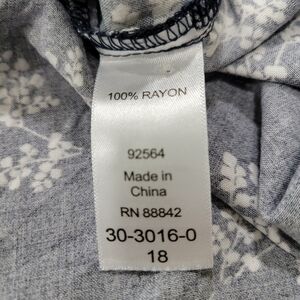 100% RAYON
92564
Made in
China
RN 88842
30-3016-0
18